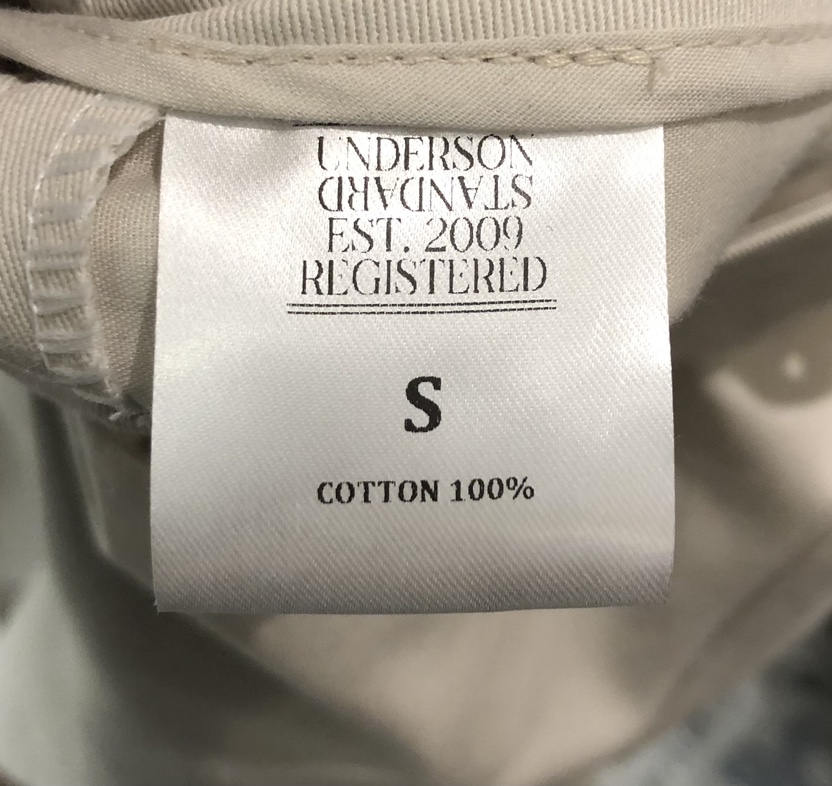 UNDERSON
STANDARD
EST. 2009
REGISTERED
S
COTTON 100%